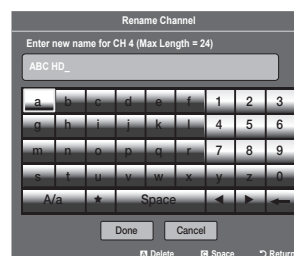 Rename Channel
Enter new name for CH 4 (Max Length = 24)
ABC HD_
a b c d e f 1 2 3
g h i j k l 4 5 6
m n o p q r 7 8 9
s t u v w x y z 0
A/a ★ Space ◀ ▶ ←
Done Cancel
A Delete C Space ↩ Return